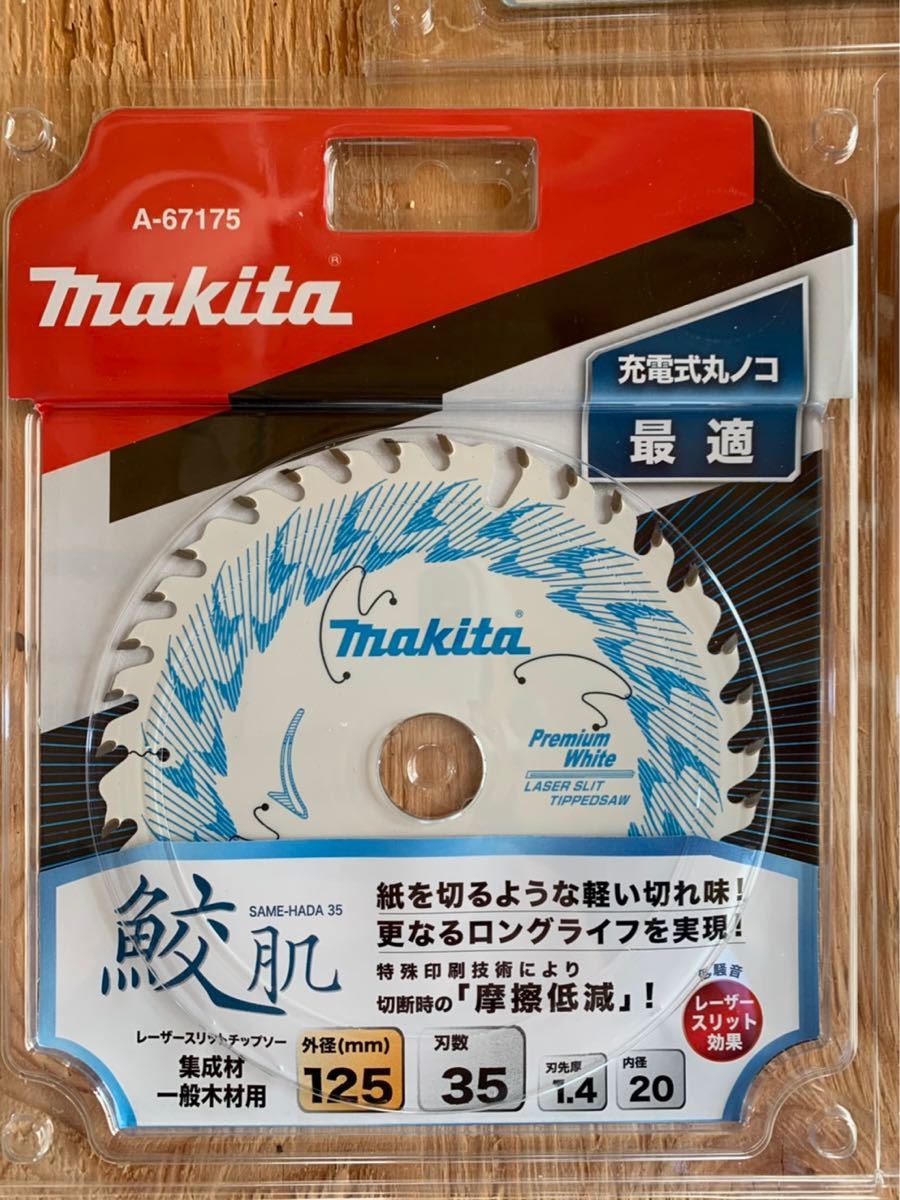 A-67175
makita®
充電式丸ノコ
最適
makita®
Premium
White
LASER SLIT
TIPPEDSAW
鮫肌
SAME-HADA 35
紙を切るような軽い切れ味!
更なるロングライフを実現!
特殊印刷技術により
切断時の「摩擦低減」!
低騒音
レーザー
スリット
効果
レーザースリットチップソー
集成材
一般木材用
外径(mm)
125
刃数
35
刃先厚
1.4
内径
20